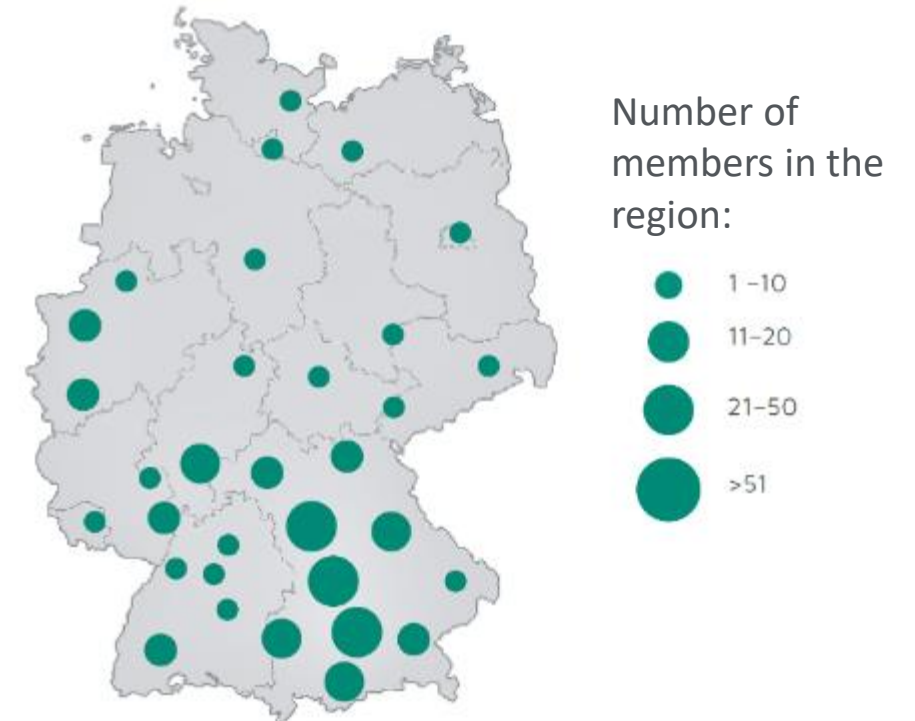 Number of
members in the
region:
1 –10
11–20
21–50
>51